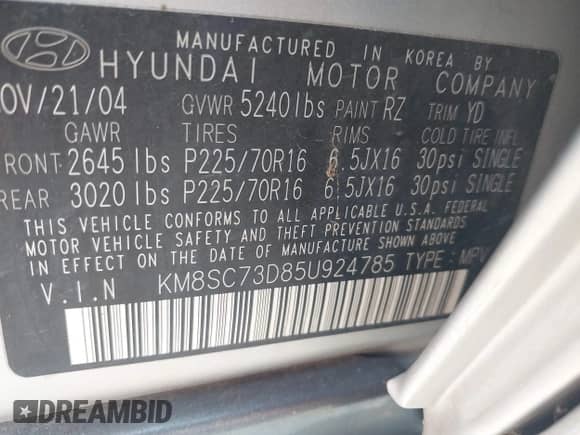 MANUFACTURED IN KOREA BY
HYUNDAI MOTOR COMPANY
OV/21/04 GVWR 5240lbs PAINT RZ TRIM YD
GAWR TIRES RIMS COLD TIRE INFL
FRONT 2645 lbs P225/70R16 6.5JX16 30psi SINGLE
REAR 3020 lbs P225/70R16 6.5JX16 30psi SINGLE
THIS VEHICLE CONFORMS TO ALL APPLICABLE U.S.A. FEDERAL
MOTOR VEHICLE SAFETY AND THEFT PREVENTION STANDARDS
IN EFFECT ON THE DATE OF MANUFACTURE SHOWN ABOVE
V.I.N KM8SC73D85U924785 TYPE : MPV
DREAMBID